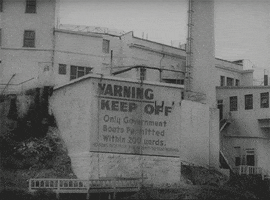 WARNING
KEEP OFF
Only Government
Boats Permitted
Within 200 Yards.